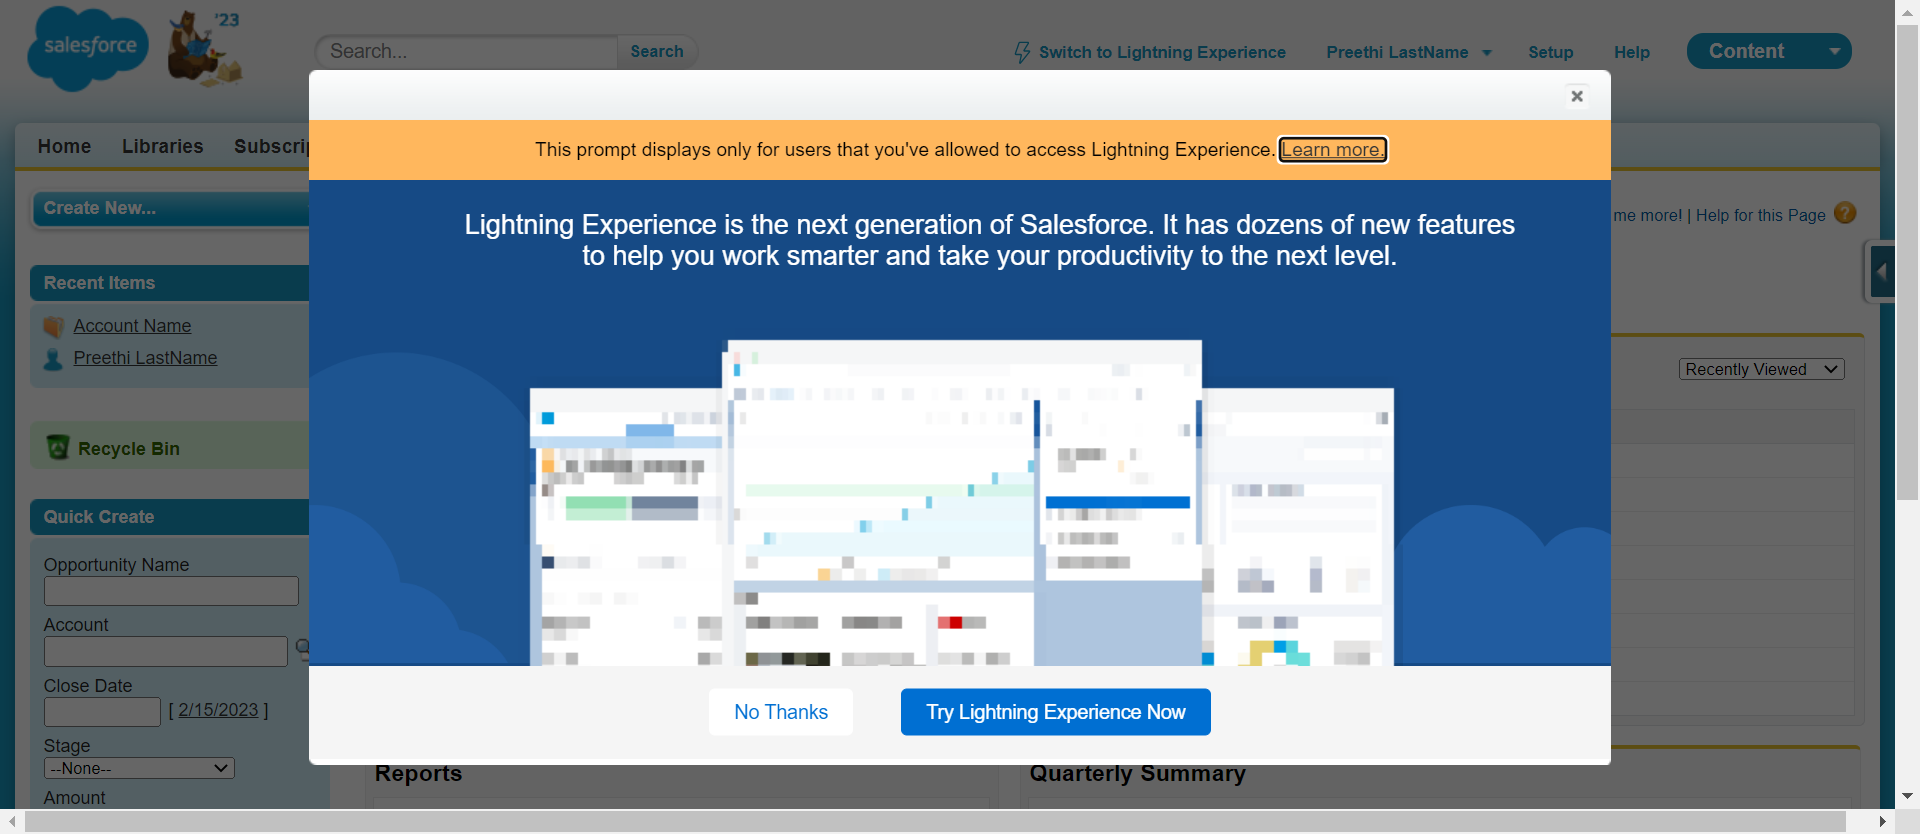 salesforce
'23
Search...
Search
Switch to Lightning Experience
Preethi LastName
Setup
Help
Content
Home
Libraries
Subscrip
This prompt displays only for users that you've allowed to access Lightning Experience. Learn more.
Create New...
Lightning Experience is the next generation of Salesforce. It has dozens of new features
to help you work smarter and take your productivity to the next level.
me more! | Help for this Page
?
Recent Items
Account Name
Preethi LastName
Recently Viewed
Recycle Bin
Quick Create
Opportunity Name
Account
Close Date
[ 2/15/2023 ]
Stage
--None--
Amount
No Thanks
Try Lightning Experience Now
Reports
Quarterly Summary